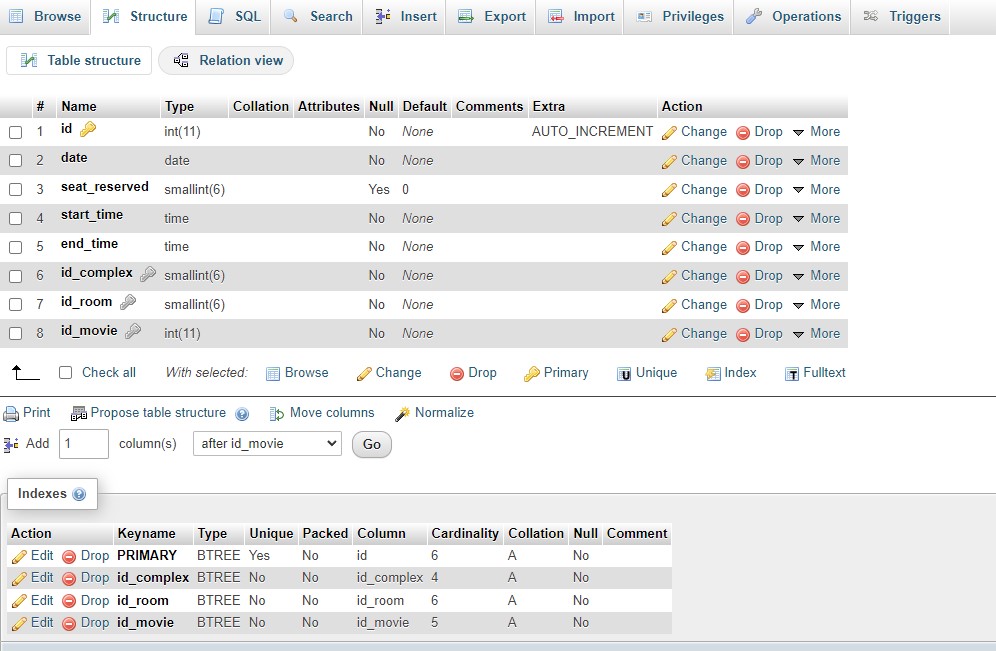 Browse Structure SQL Search Insert Export Import Privileges Operations Triggers
Table structure Relation view
# Name Type Collation Attributes Null Default Comments Extra Action
1 id int(11) No None AUTO_INCREMENT Change Drop More
2 date date No None Change Drop More
3 seat_reserved smallint(6) Yes 0 Change Drop More
4 start_time time No None Change Drop More
5 end_time time No None Change Drop More
6 id_complex smallint(6) No None Change Drop More
7 id_room smallint(6) No None Change Drop More
8 id_movie int(11) No None Change Drop More
Check all With selected: Browse Change Drop Primary Unique Index Fulltext
Print Propose table structure Move columns Normalize
Add 1 column(s) after id_movie Go
Indexes
Action Keyname Type Unique Packed Column Cardinality Collation Null Comment
Edit Drop PRIMARY BTREE Yes No id 6 A No
Edit Drop id_complex BTREE No No id_complex 4 A No
Edit Drop id_room BTREE No No id_room 6 A No
Edit Drop id_movie BTREE No No id_movie 5 A No